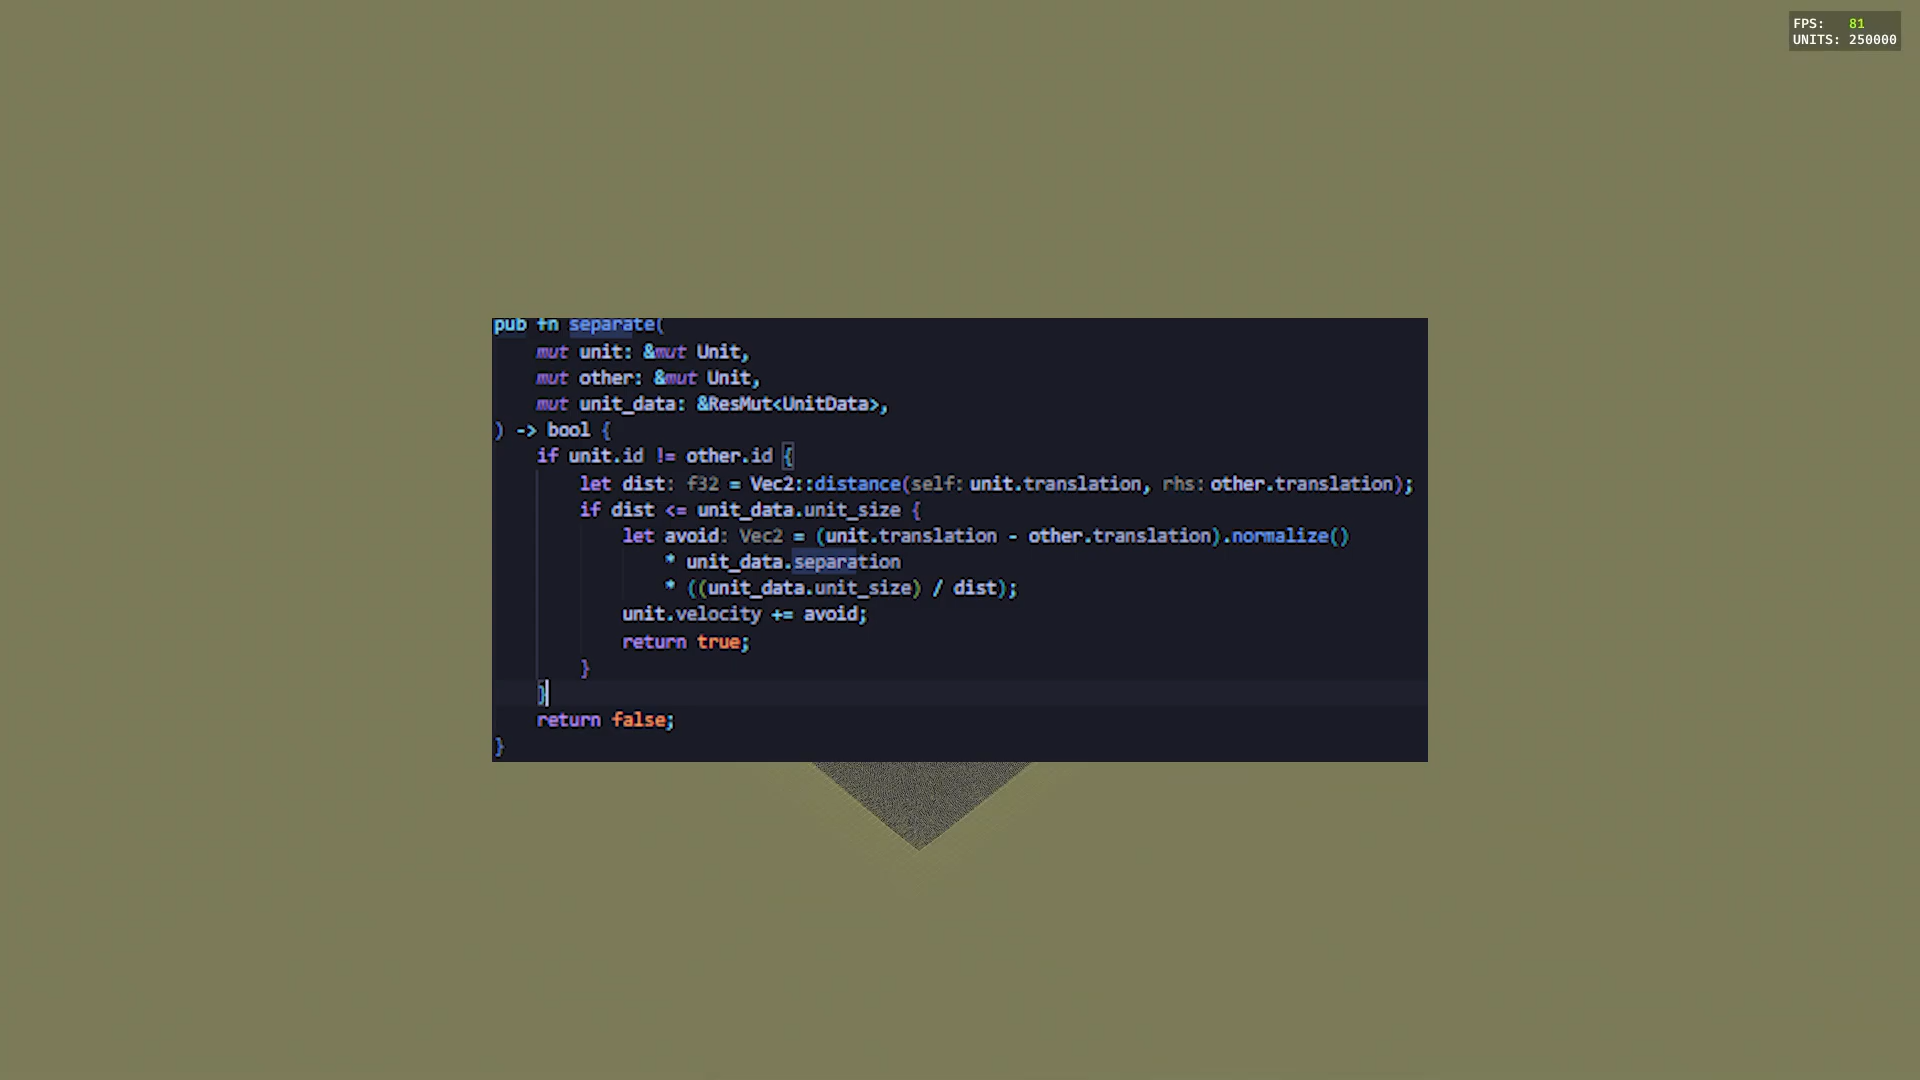 FPS: 81
UNITS: 250000
pub fn separate(
mut unit: &mut Unit,
mut other: &mut Unit,
mut unit_data: &ResMut<UnitData>,
) -> bool {
if unit.id != other.id {
let dist: f32 = Vec2::distance(self: unit.translation, rhs: other.translation);
if dist <= unit_data.unit_size {
let avoid: Vec2 = (unit.translation - other.translation).normalize()
* unit_data.separation
* ((unit_data.unit_size) / dist);
unit.velocity += avoid;
return true;
}
}
return false;
}